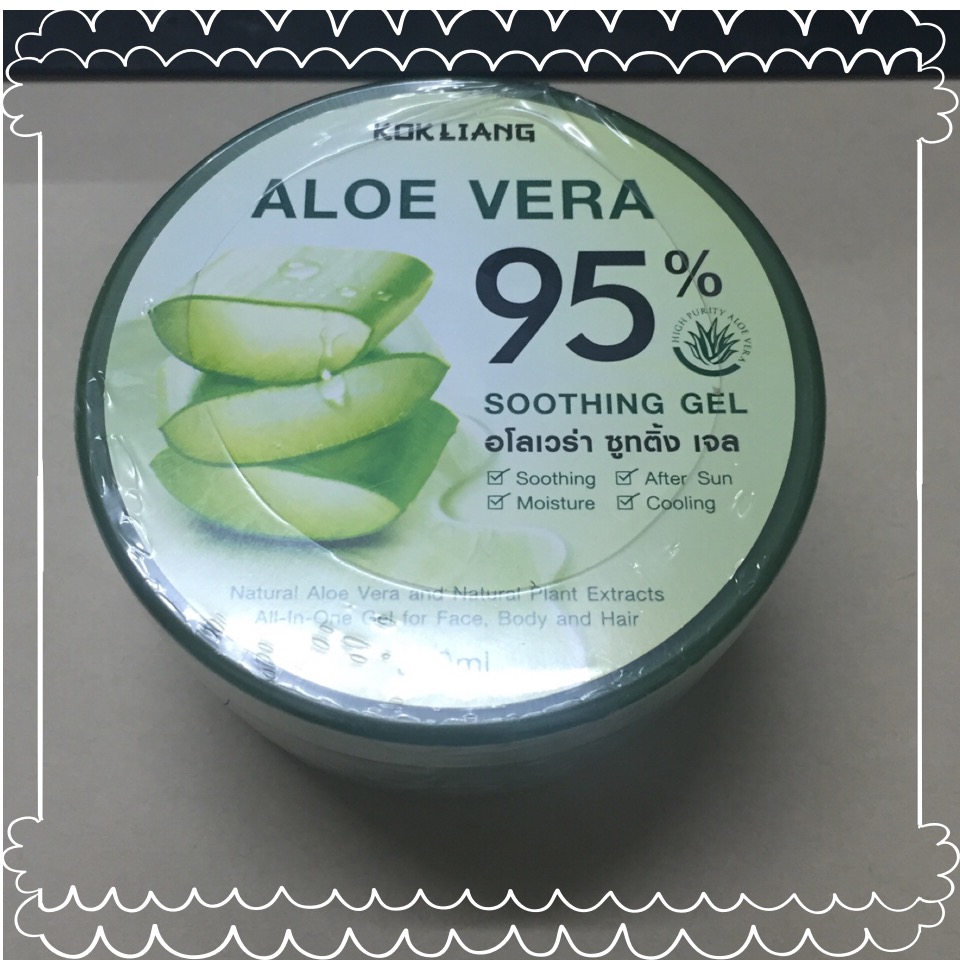 KOKLIANG
ALOE VERA
95%
HIGH PURITY ALOE VERA
SOOTHING GEL
อโลเวร่า ซูทติ้ง เจล
Soothing After Sun
Moisture Cooling
Natural Aloe Vera and Natural Plant Extracts
All-In-One Gel for Face, Body and Hair